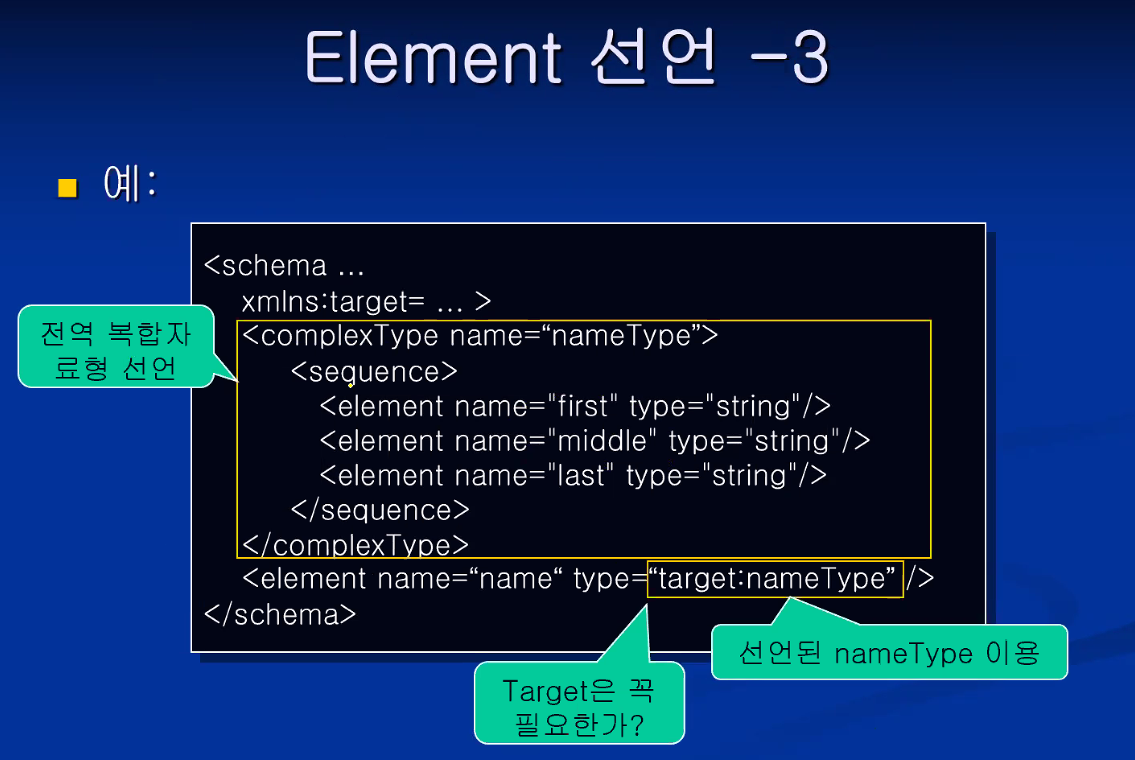 Element 선언 -3
예:
<schema ...
xmlns:target= ... >
<complexType name=“nameType”>
<sequence>
<element name="first" type="string"/>
<element name="middle" type="string"/>
<element name="last" type="string"/>
</sequence>
</complexType>
<element name=“name“ type=“target:nameType” />
</schema>
전역 복합자
료형 선언
선언된 nameType 이용
Target은 꼭
필요한가?